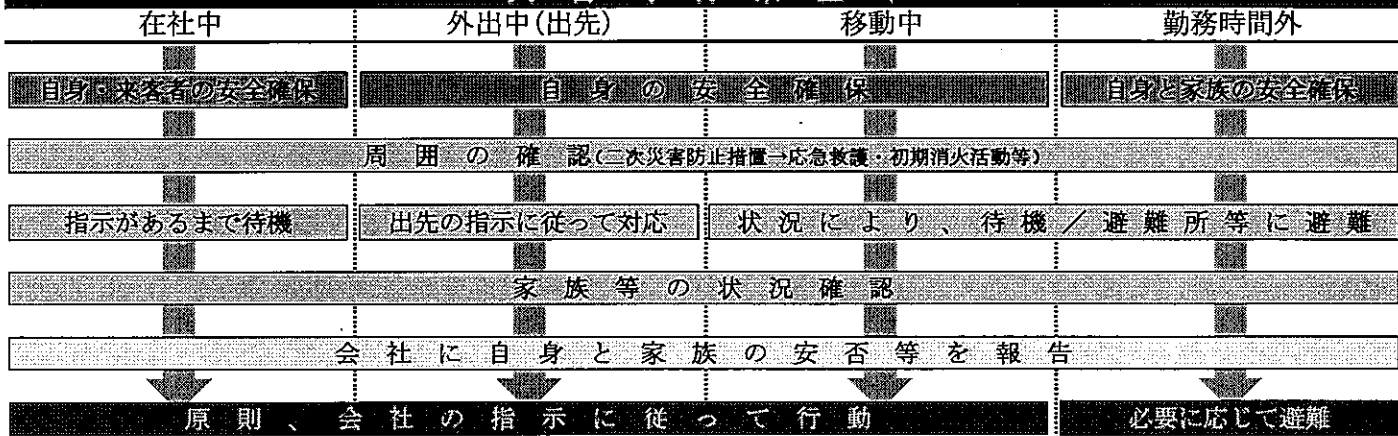 在社中 外出中(出先) 移動中 勤務時間外
自身・来客者の安全確保 自身の安全確保 自身と家族の安全確保
周囲の確認(二次災害防止措置→応急救護・初期消火活動等)
指示があるまで待機 出先の指示に従って対応 状況により、待機/避難所等に避難
家族等の状況確認
会社に自身と家族の安否等を報告
原則、会社の指示に従って行動 必要に応じて避難